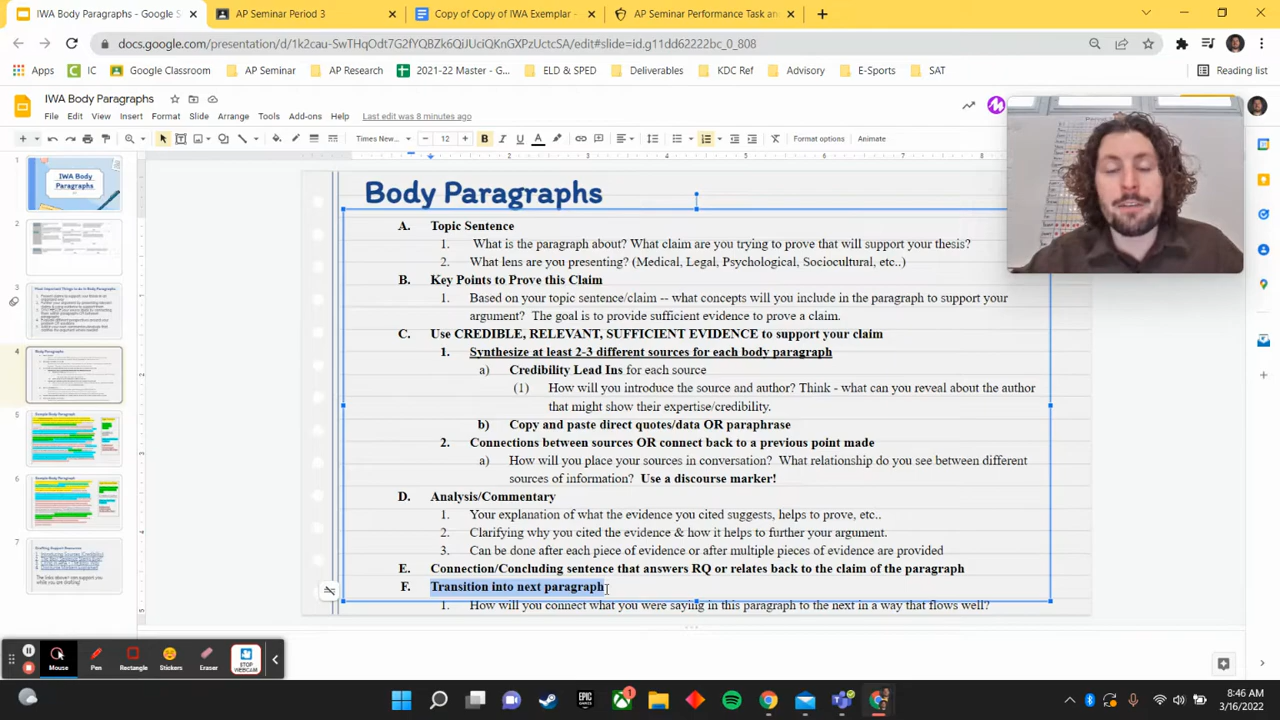 IWA Body Paragraphs - Google S
AP Seminar Period 3
Copy of Copy of IWA Exemplar -
AP Seminar Performance Task an
docs.google.com/presentation/d/1k2cau-SwTHqOdt7G2fYQBZk6QiJUdQKnGXPzLtctcSA/edit#slide=id.g11dd62222bc_0_808
Apps
IC
Google Classroom
AP Seminar
AP Research
2021-22 Master - G...
ELD & SPED
Deliverables
KDC Ref
Advisory
E-Sports
SAT
Reading list
IWA Body Paragraphs
File Edit View Insert Format Slide Arrange Tools Add-ons Help
Last edit was 8 minutes ago
Times New...
12
B I U A
Format options
Animate
1
IWA Body
Paragraphs
2
3
4
5
6
7
Body Paragraphs
A. Topic Sentence
1. What is the paragraph about? What claim are you trying to prove that will support your thesis?
2. What lens are you presenting? (Medical, Legal, Psychological, Sociocultural, etc..)
B. Key Points to Prove this Claim
1. Based on your topic sentence/claim -- what concepts will you include in the paragraph to support your
argument? The goal is to provide sufficient evidence to prove a claim.
C. Use CREDIBLE, RELEVANT, SUFFICIENT EVIDENCE to support your claim
1. Synthesize at least 2-3 different sources for each body paragraph
a) Credibility Lead Ins for each source
(1) How will you introduce the source and author? Think - what can you reveal about the author
that might show their expertise/credibility.
b) Copy and paste direct quotes/data OR paraphrase
2. Connections between sources OR connect back to previous point made
a) How will you place your sources in conversation? What relationship do you see between different
sources of information? Use a discourse marker!
D. Analysis/Commentary
1. Your explanation of what the evidence you cited suggests, helps to prove, etc..
2. Clarifying why you cited the evidence & how it helps to further your argument.
3. Can be done after each piece of evidence or after multiple pieces of evidence are provided
E. Connection/Concluding sentence that answers RQ or relates back to the claim of the paragraph
F. Transition into next paragraph
1. How will you connect what you were saying in this paragraph to the next in a way that flows well?
Mouse
Pen
Rectangle
Stickers
Eraser
STOP
WEBCAM
8:46 AM
3/16/2022